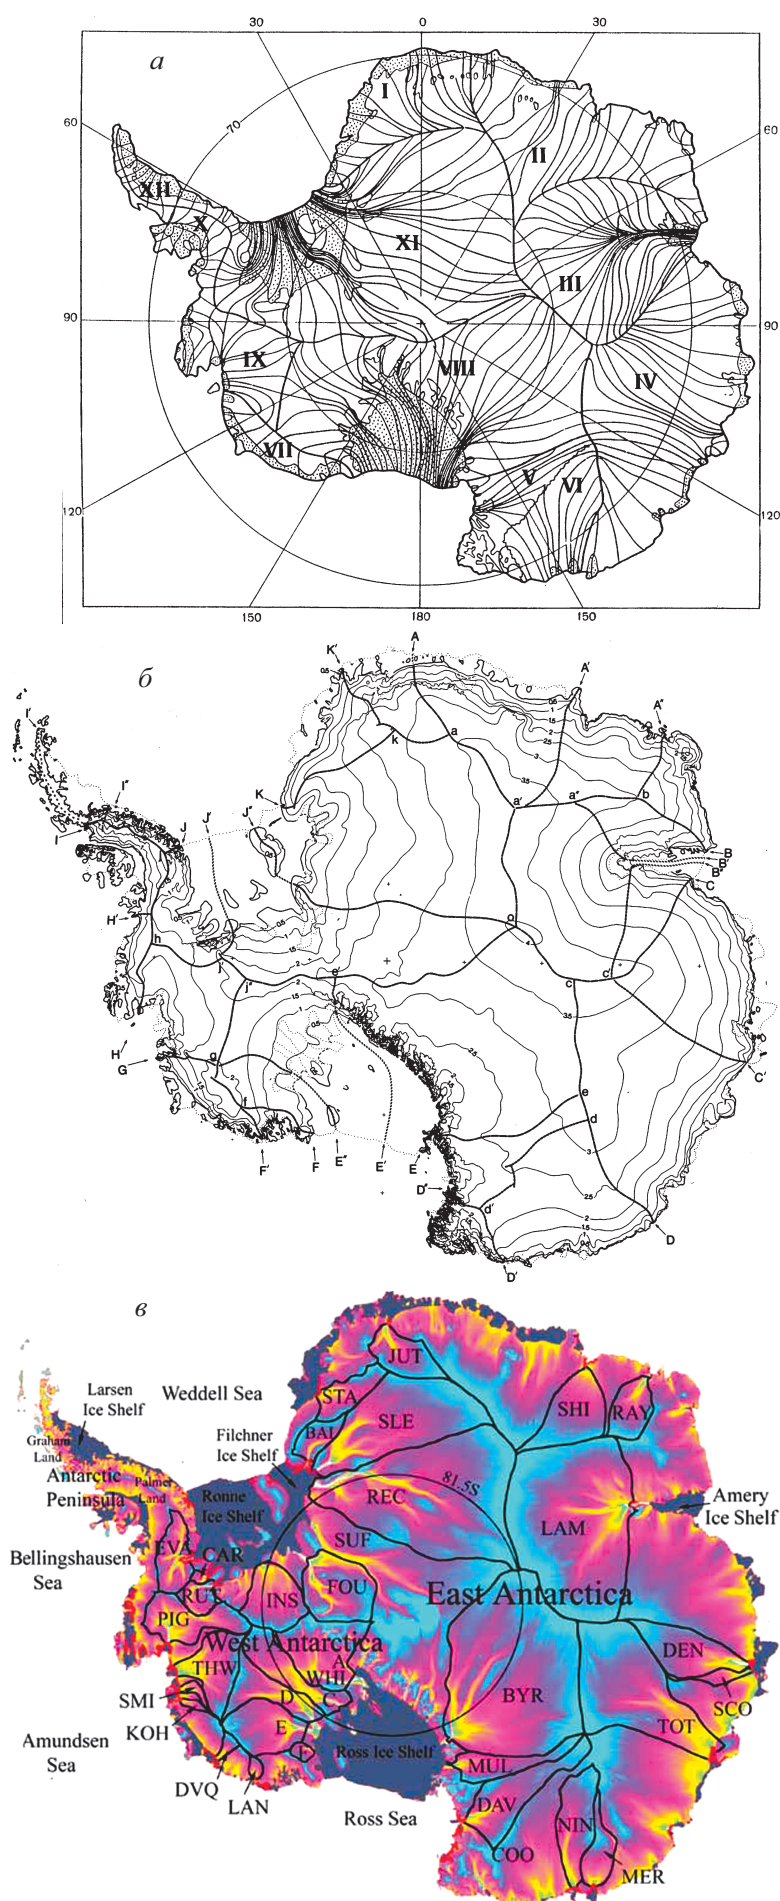 30
0
30
а
I
60
70
60
II
XII
X
XI
III
90
90
IX
VIII
IV
VII
V
VI
120
120
150
180
150
б
K'
A
A'
A''
I'
k
a
I''
K
J''
J'
J
a'
a''
b
I
B
B'
B''
C
H'
h
o
j
j''
e'
c
c'
H
G
g
C'
f
e
d
F'
F
E''
E'
E
D''
d'
D
D'
в
Larsen
Ice Shelf
Weddell Sea
JUT
STA
SHI
RAY
BAI
SLE
Graham
Land
Filchner
Ice Shelf
Antarctic
Peninsula
Palmer
Land
Ronne
Ice Shelf
REC
81.5S
Amery
Ice Shelf
LAM
EVA
SUF
Bellingshausen
Sea
CAR
RUT
INS
FOU
East Antarctica
PIG
West Antarctica
DEN
THW
A
WHI
SMI
D
C
BYR
SCO
KOH
E
TOT
Amundsen
Sea
F
Ross Ice Shelf
MUL
DVQ
LAN
DAV
Ross Sea
NIN
COO
MER